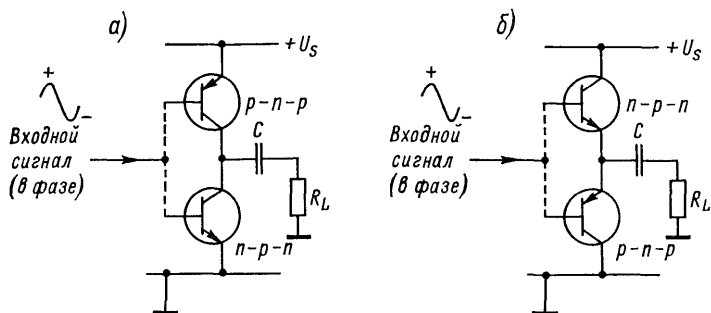 а)
+U_S
+
−
p-n-p
Входной
сигнал
(в фазе)
C
R_L
n-p-n
б)
+U_S
+
−
n-p-n
Входной
сигнал
(в фазе)
C
R_L
p-n-p